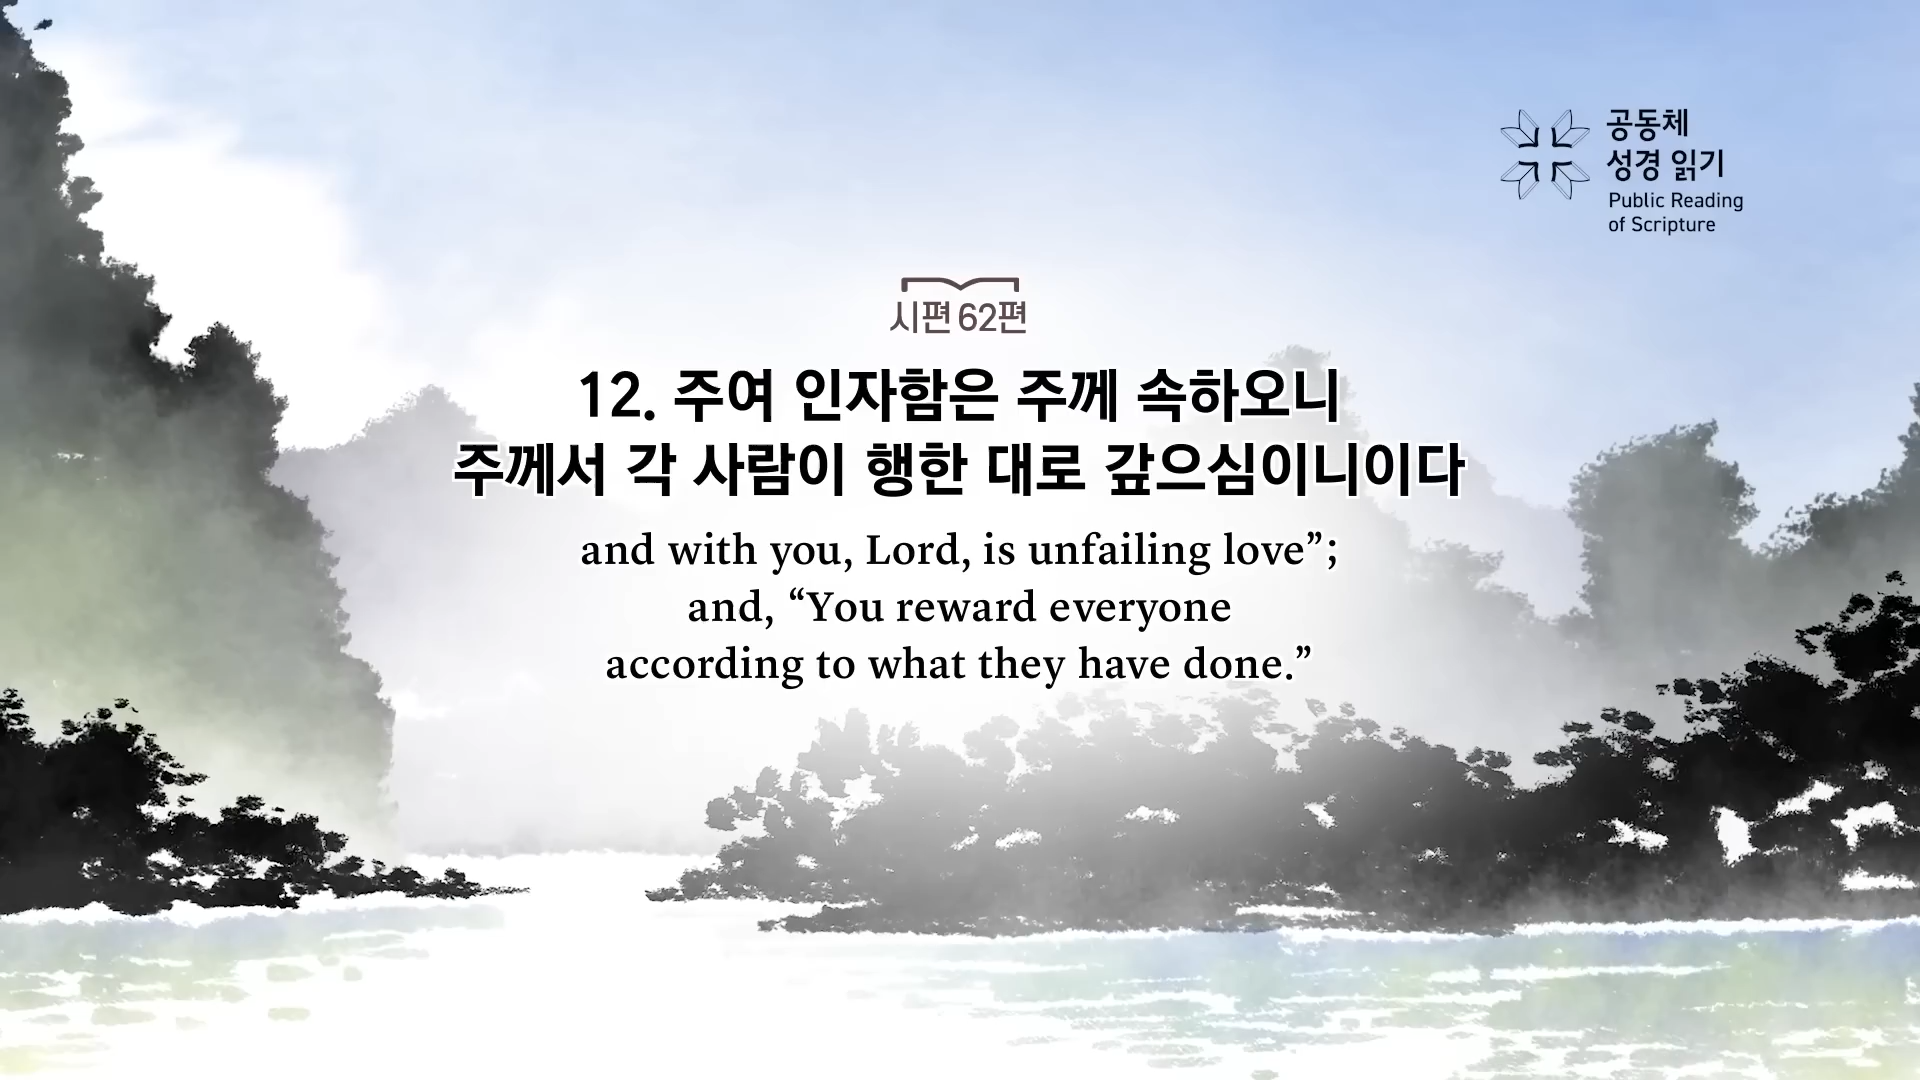 공동체
성경 읽기
Public Reading
of Scripture
시편 62편
12. 주여 인자함은 주께 속하오니
주께서 각 사람이 행한 대로 갚으심이니이다
and with you, Lord, is unfailing love”;
and, “You reward everyone
according to what they have done.”